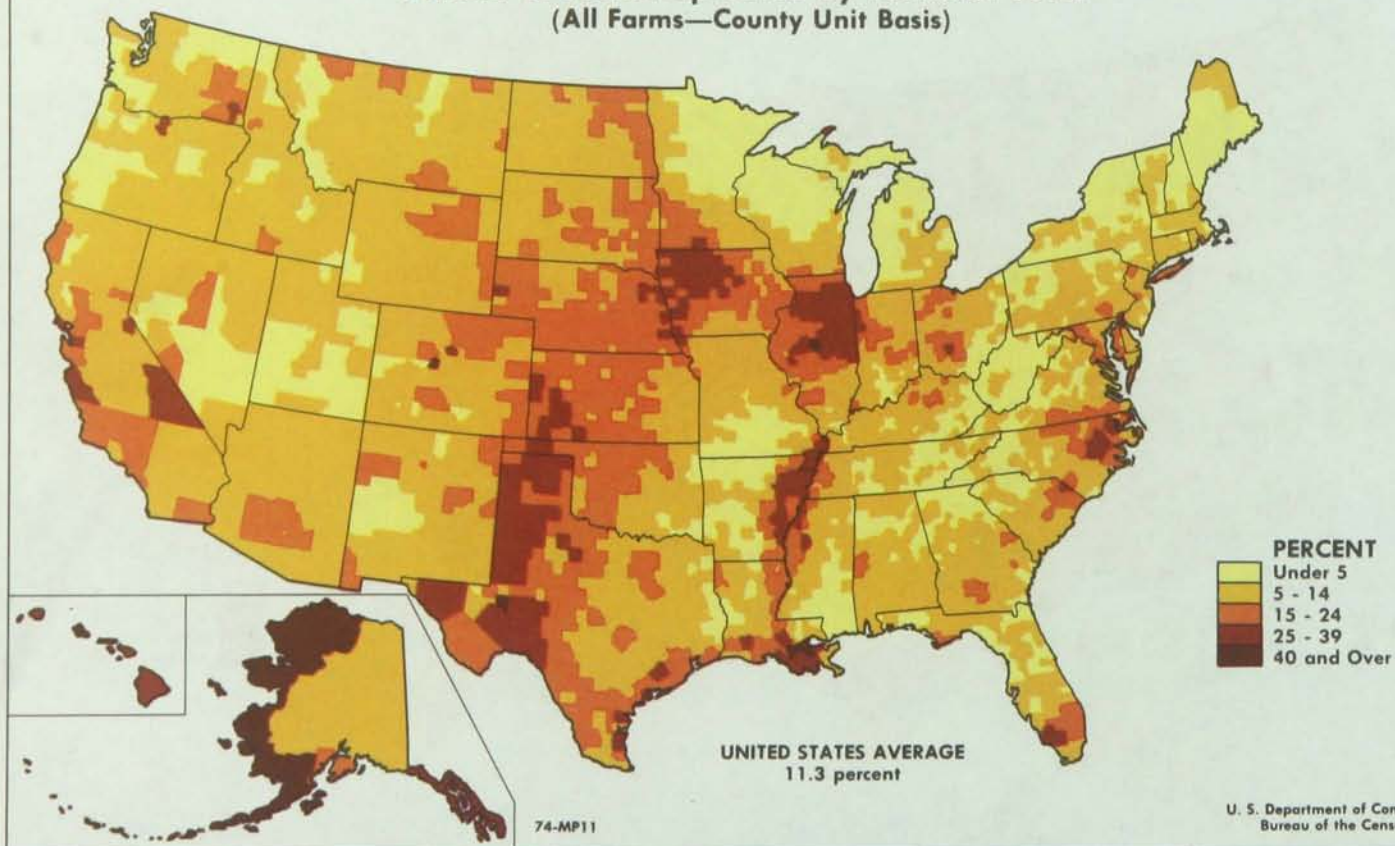 (All Farms—County Unit Basis)
PERCENT
Under 5
5 - 14
15 - 24
25 - 39
40 and Over
UNITED STATES AVERAGE
11.3 percent
74-MP11
U. S. Department of
Bureau of the